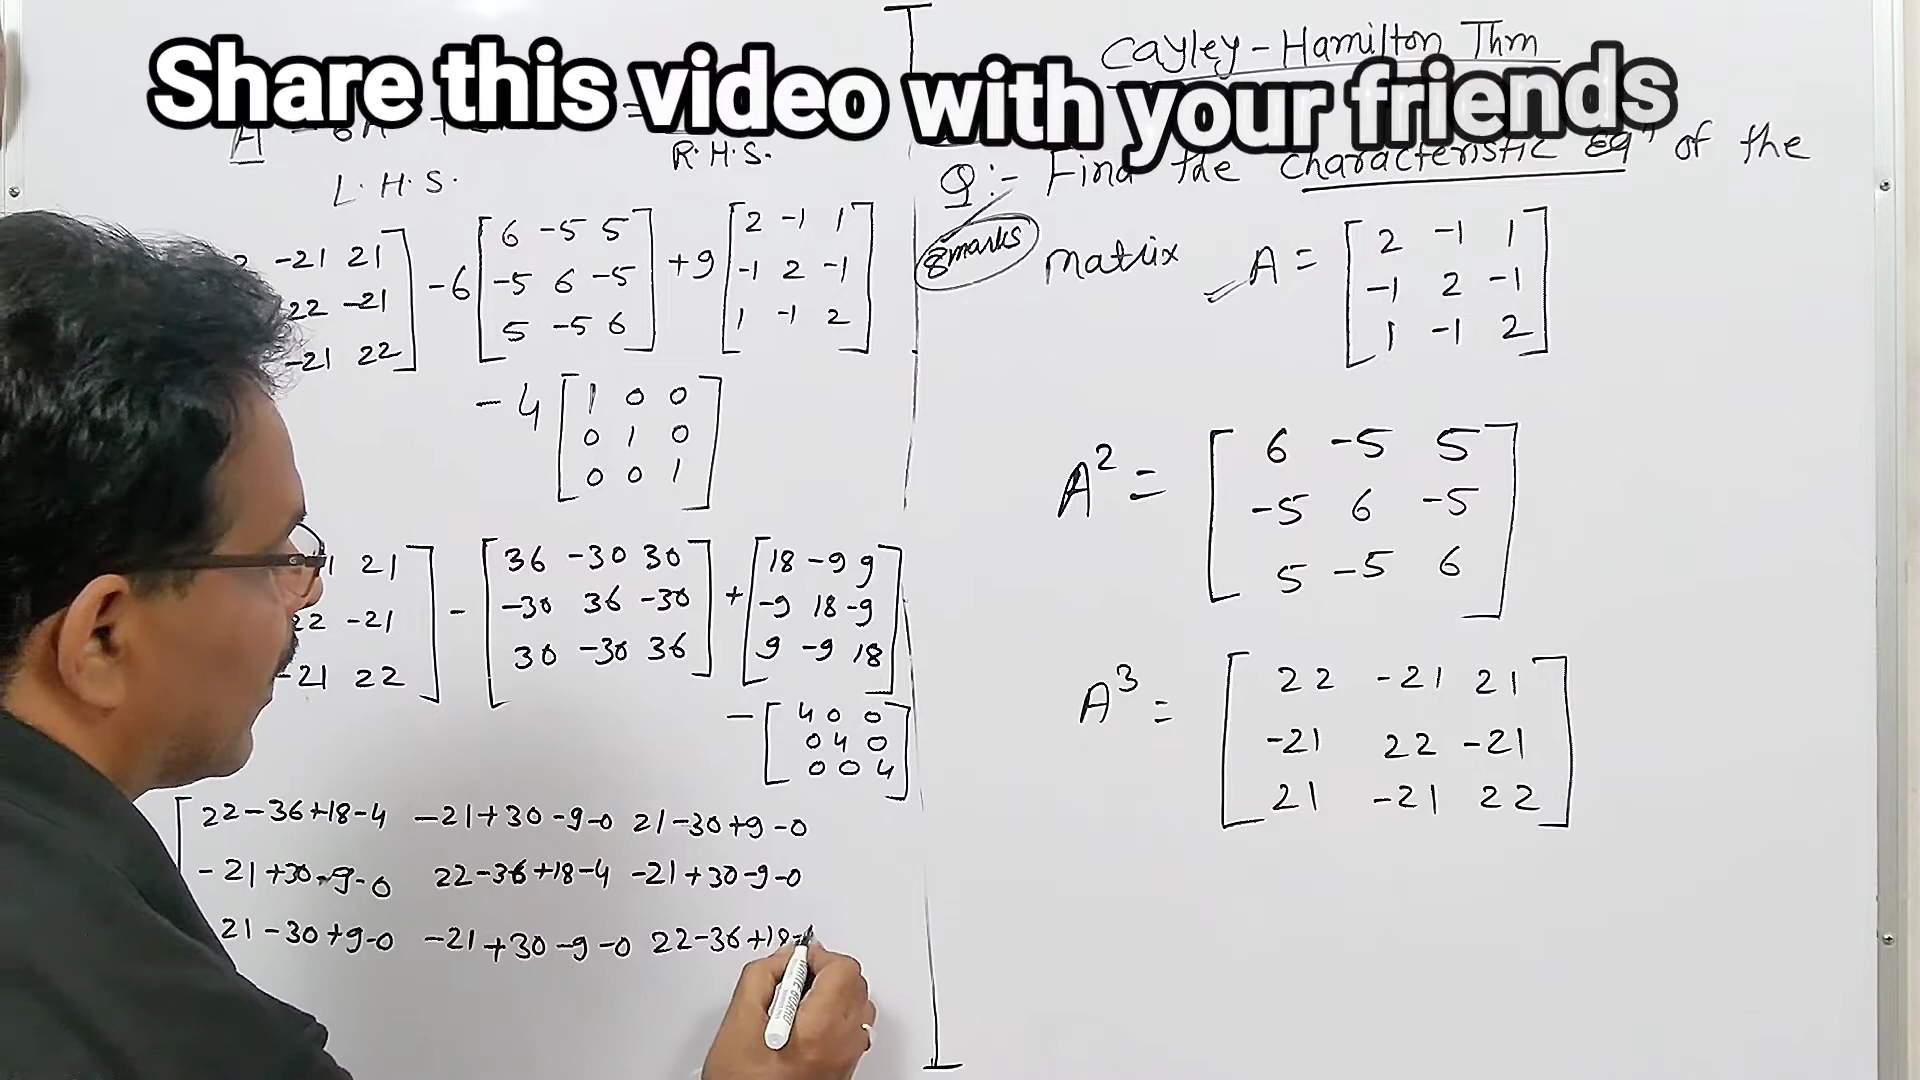 Share this video with your friends
L.H.S.
R.H.S.
-21 21
22 -21
-21 22
-6
6 -5 5
-5 6 -5
5 -5 6
+9
2 -1 1
-1 2 -1
1 -1 2
-4
1 0 0
0 1 0
0 0 1
21
22 -21
-21 22
-
36 -30 30
-30 36 -30
30 -30 36
+
18 -9 9
-9 18 -9
9 -9 18
-
4 0 0
0 4 0
0 0 4
22-36+18-4 -21+30-9-0 21-30+9-0
-21+30-9-0 22-36+18-4 -21+30-9-0
21-30+9-0 -21+30-9-0 22-36+18-
Cayley-Hamilton Thm
Q:- Find the characteristic Eqn of the
8 marks
matrix A =
2 -1 1
-1 2 -1
1 -1 2
A² =
6 -5 5
-5 6 -5
5 -5 6
A³ =
22 -21 21
-21 22 -21
21 -21 22